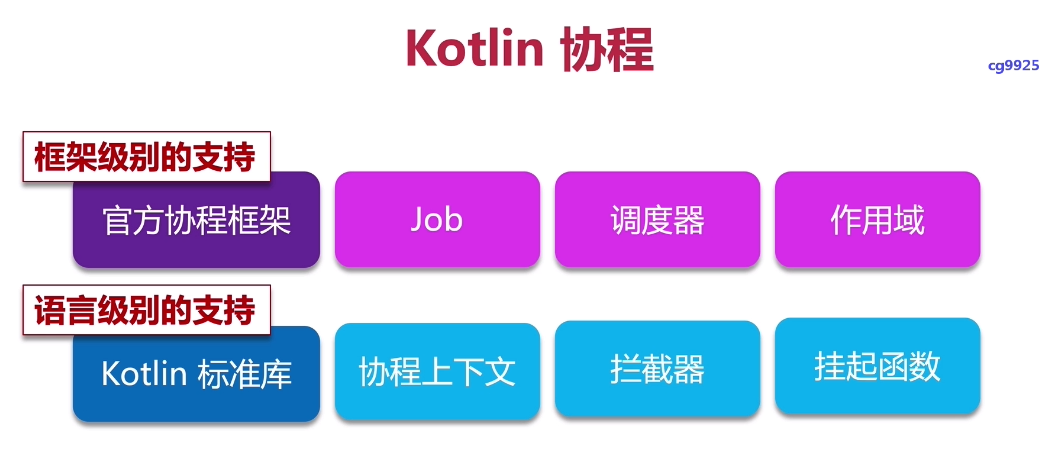 Kotlin 协程
cg9925
框架级别的支持
官方协程框架
Job
调度器
作用域
语言级别的支持
Kotlin 标准库
协程上下文
拦截器
挂起函数